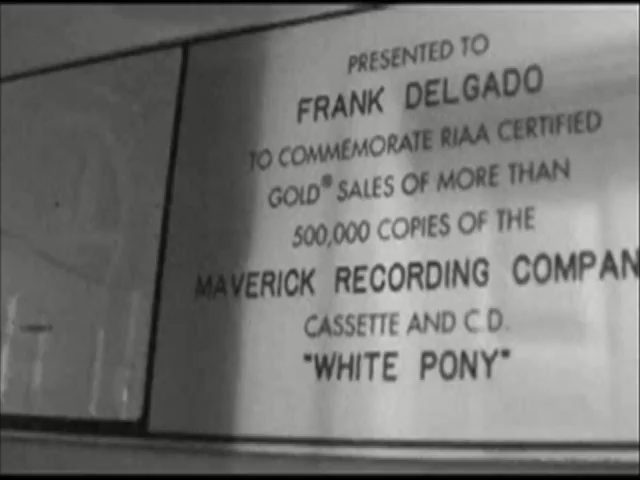 PRESENTED TO
FRANK DELGADO
TO COMMEMORATE RIAA CERTIFIED
GOLD® SALES OF MORE THAN
500,000 COPIES OF THE
MAVERICK RECORDING COMPAN
CASSETTE AND C.D.
"WHITE PONY"